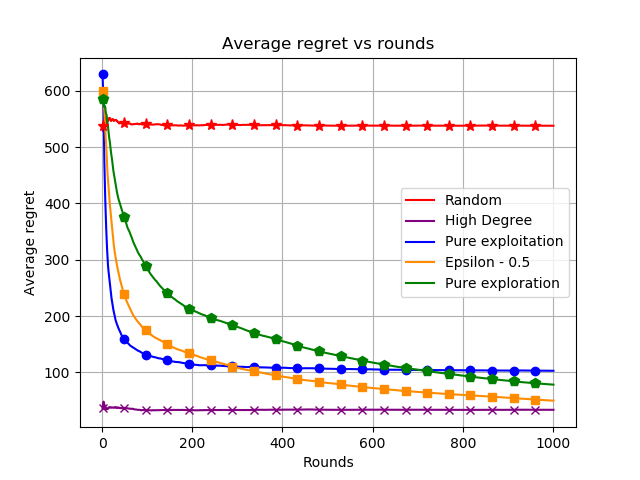 Average regret vs rounds
600
500
400
300
200
100
Average regret
Random
High Degree
Pure exploitation
Epsilon - 0.5
Pure exploration
0
200
400
600
800
1000
Rounds